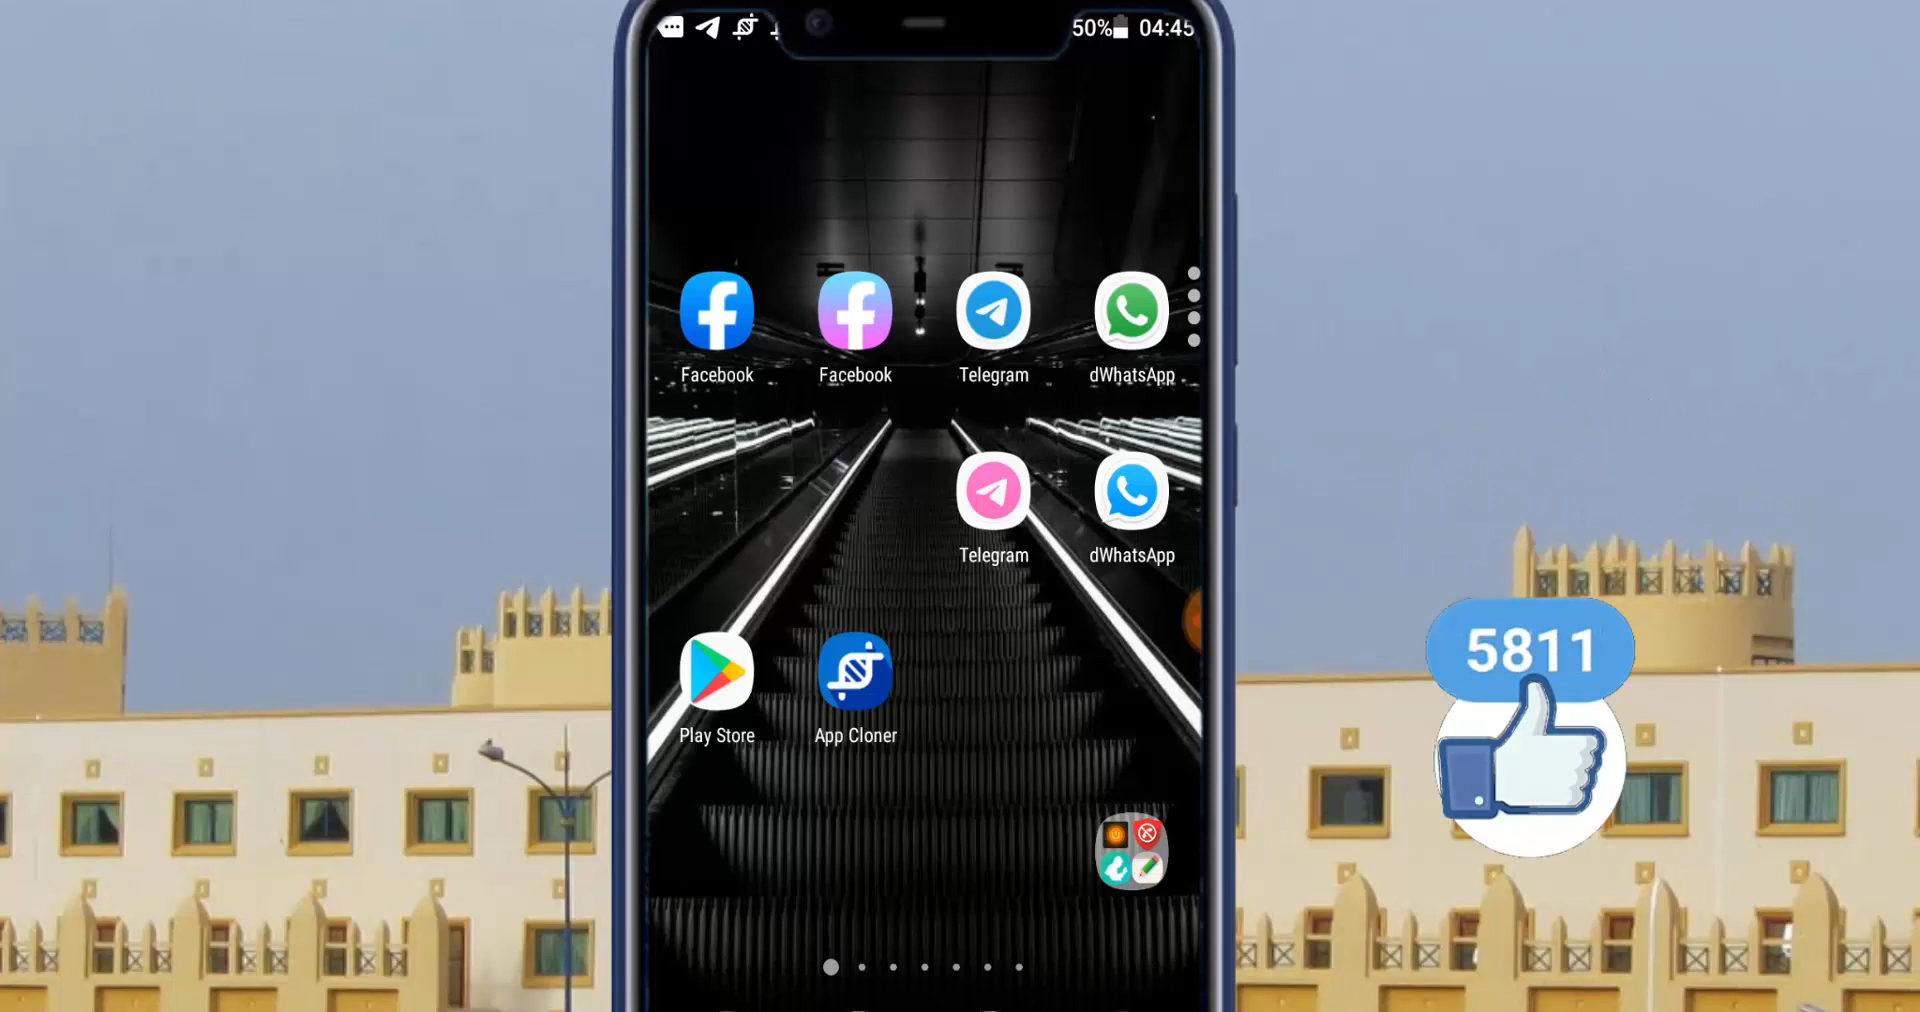 50% 04:45
Facebook Facebook Telegram dWhatsApp
Telegram dWhatsApp
5811
Play Store App Cloner